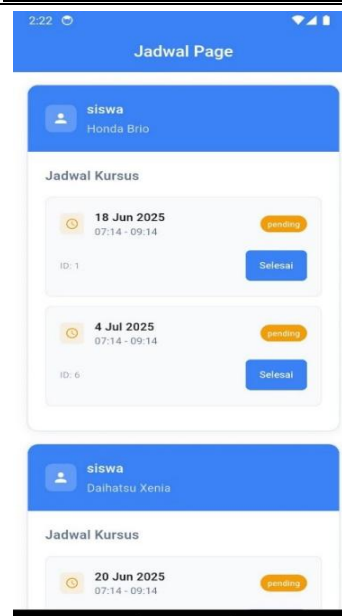 2:22
Jadwal Page
siswa
Honda Brio
Jadwal Kursus
18 Jun 2025
07:14 - 09:14
pending
ID: 1
Selesai
4 Jul 2025
07:14 - 09:14
pending
ID: 6
Selesai
siswa
Daihatsu Xenia
Jadwal Kursus
20 Jun 2025
07:14 - 09:14
pending